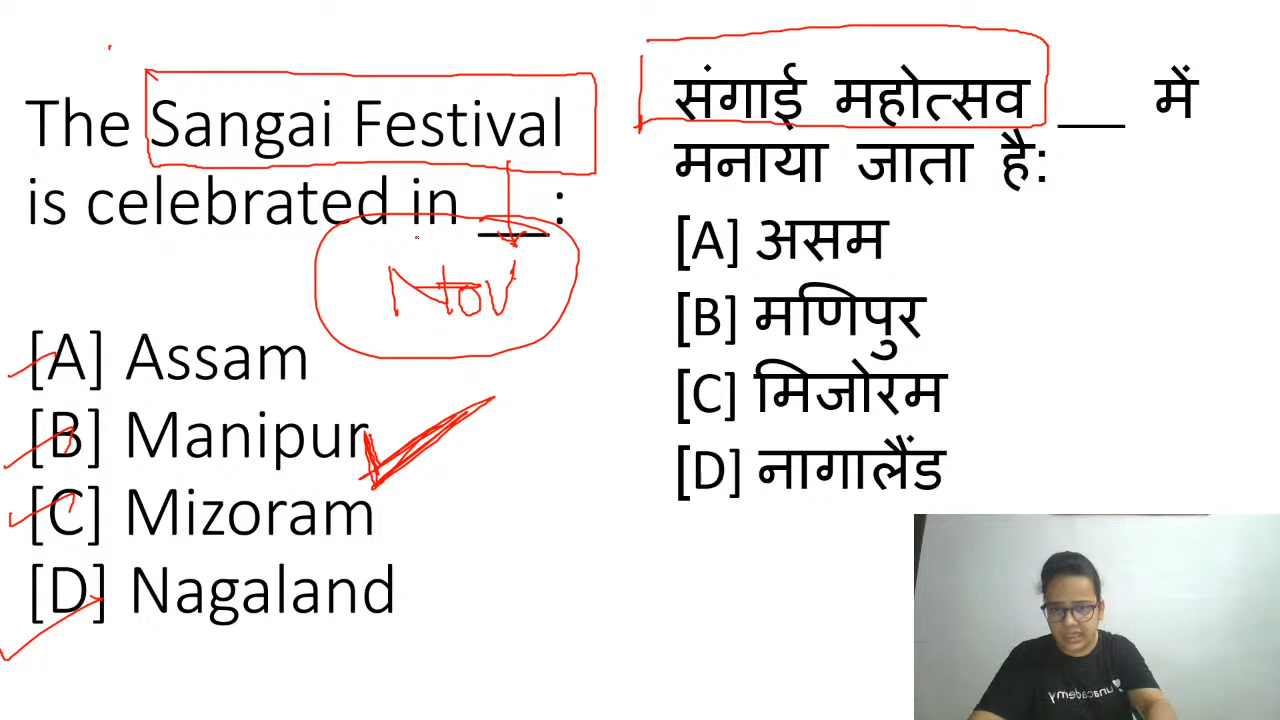 The Sangai Festival
is celebrated in ___ :
Nov
[A] Assam
[B] Manipur
[C] Mizoram
[D] Nagaland
संगाई महोत्सव ___ में
मनाया जाता है:
[A] असम
[B] मणिपुर
[C] मिजोरम
[D] नागालैंड
unacademy